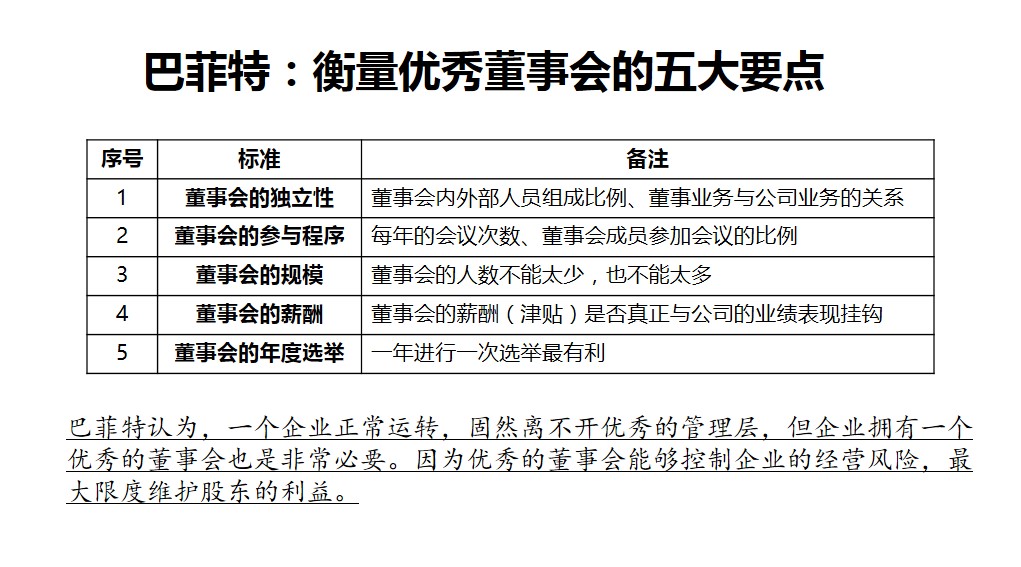 巴菲特：衡量优秀董事会的五大要点
序号 标准 备注
1 董事会的独立性 董事会内外部人员组成比例、董事业务与公司业务的关系
2 董事会的参与程序 每年的会议次数、董事会成员参加会议的比例
3 董事会的规模 董事会的人数不能太少，也不能太多
4 董事会的薪酬 董事会的薪酬（津贴）是否真正与公司的业绩表现挂钩
5 董事会的年度选举 一年进行一次选举最有利
巴菲特认为，一个企业正常运转，固然离不开优秀的管理层，但企业拥有一个
优秀的董事会也是非常必要。因为优秀的董事会能够控制企业的经营风险，最
大限度维护股东的利益。